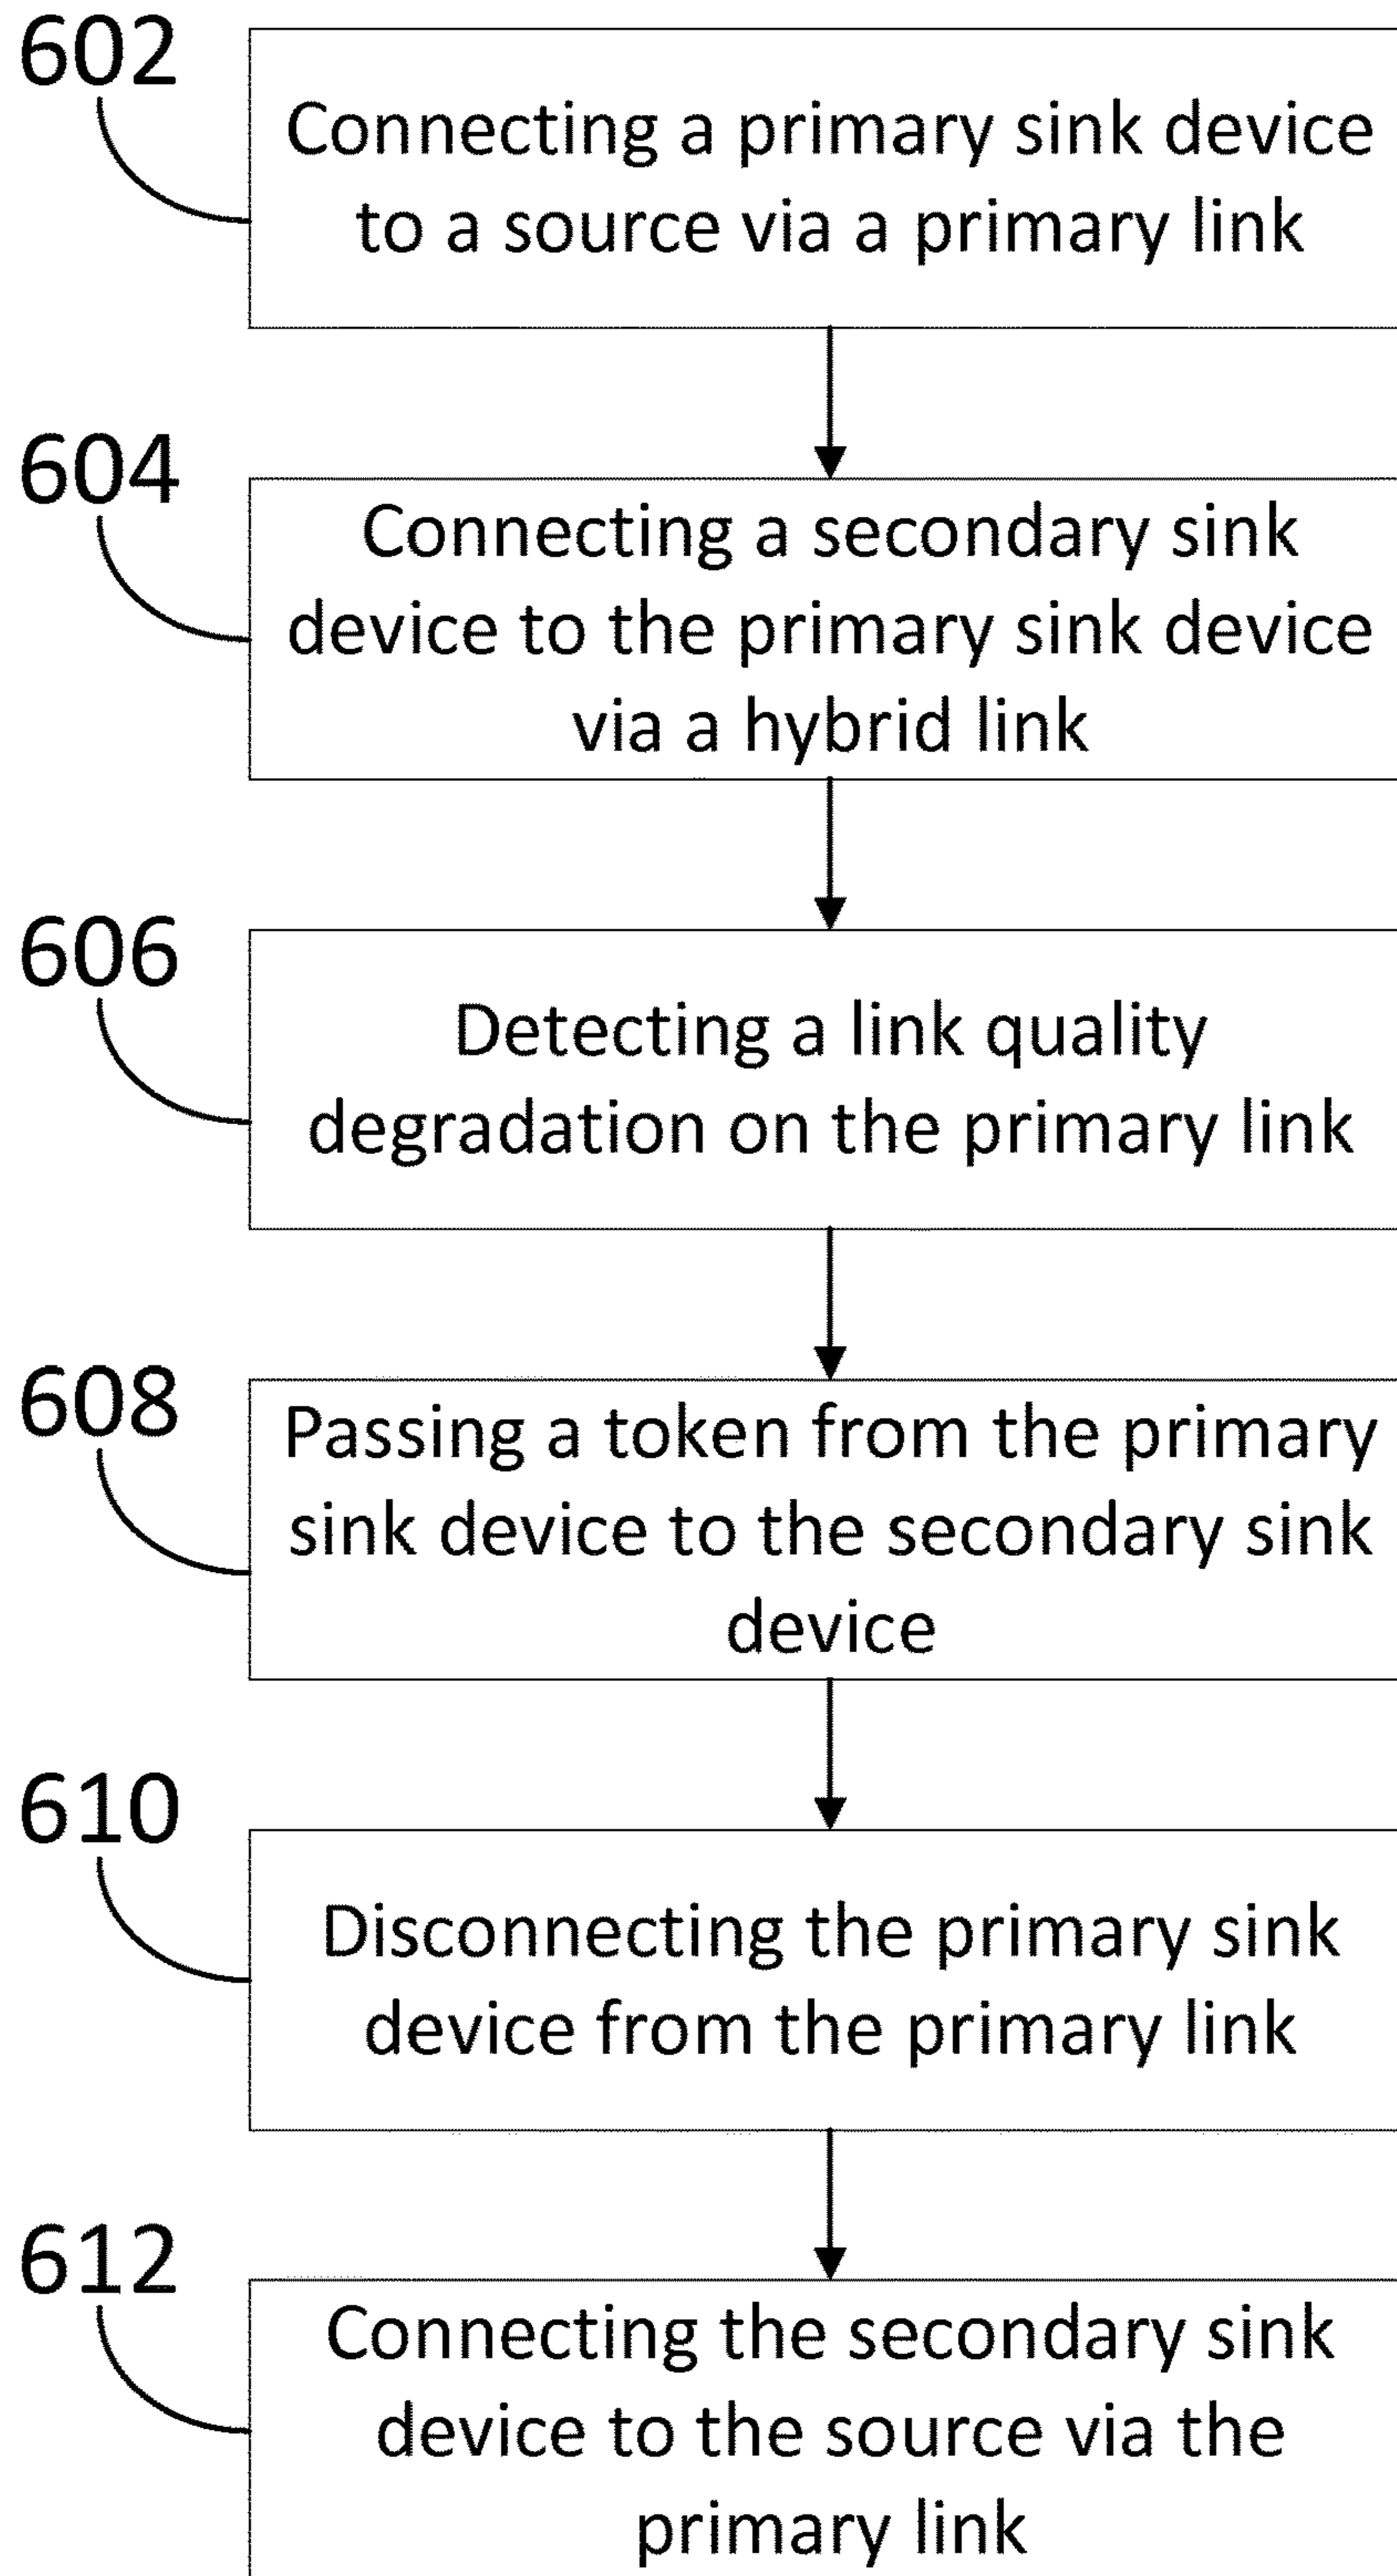 602
Connecting a primary sink device
to a source via a primary link
604
Connecting a secondary sink
device to the primary sink device
via a hybrid link
606
Detecting a link quality
degradation on the primary link
608
Passing a token from the primary
sink device to the secondary sink
device
610
Disconnecting the primary sink
device from the primary link
612
Connecting the secondary sink
device to the source via the
primary link